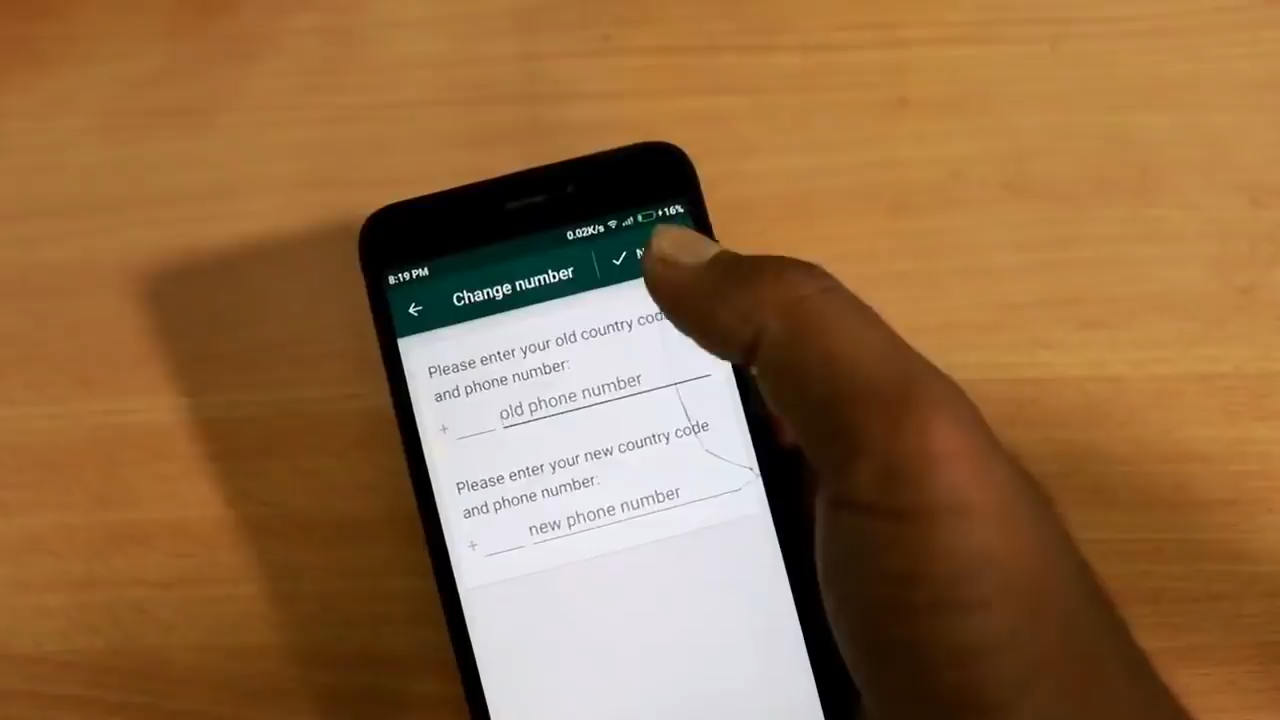 0.02K/s 16%
8:19 PM
Change number
Please enter your old country code
and phone number:
+ old phone number
Please enter your new country code
and phone number:
+ new phone number